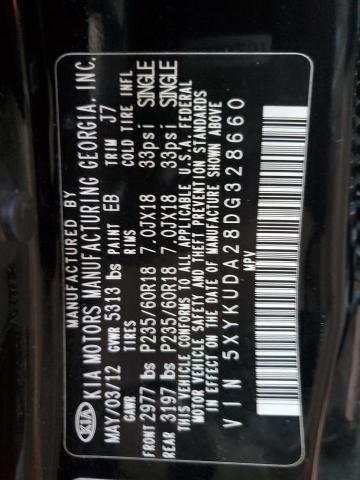 MANUFACTURED BY
KIA KIA MOTORS MANUFACTURING GEORGIA, INC.
MAY/03/12 GVWR 5313 lbs PAINT EB TRIM J7
GAWR TIRES RIMS COLD TIRE INFL
FRONT 2977 lbs P235/60R18 7.0JX18 33psi SINGLE
REAR 3197 lbs P235/60R18 7.0JX18 33psi SINGLE
THIS VEHICLE CONFORMS TO ALL APPLICABLE U.S.A. FEDERAL
MOTOR VEHICLE SAFETY AND THEFT PREVENTION STANDARDS
IN EFFECT ON THE DATE OF MANUFACTURE SHOWN ABOVE
VIN 5XYKUDA28DG328660
MPV